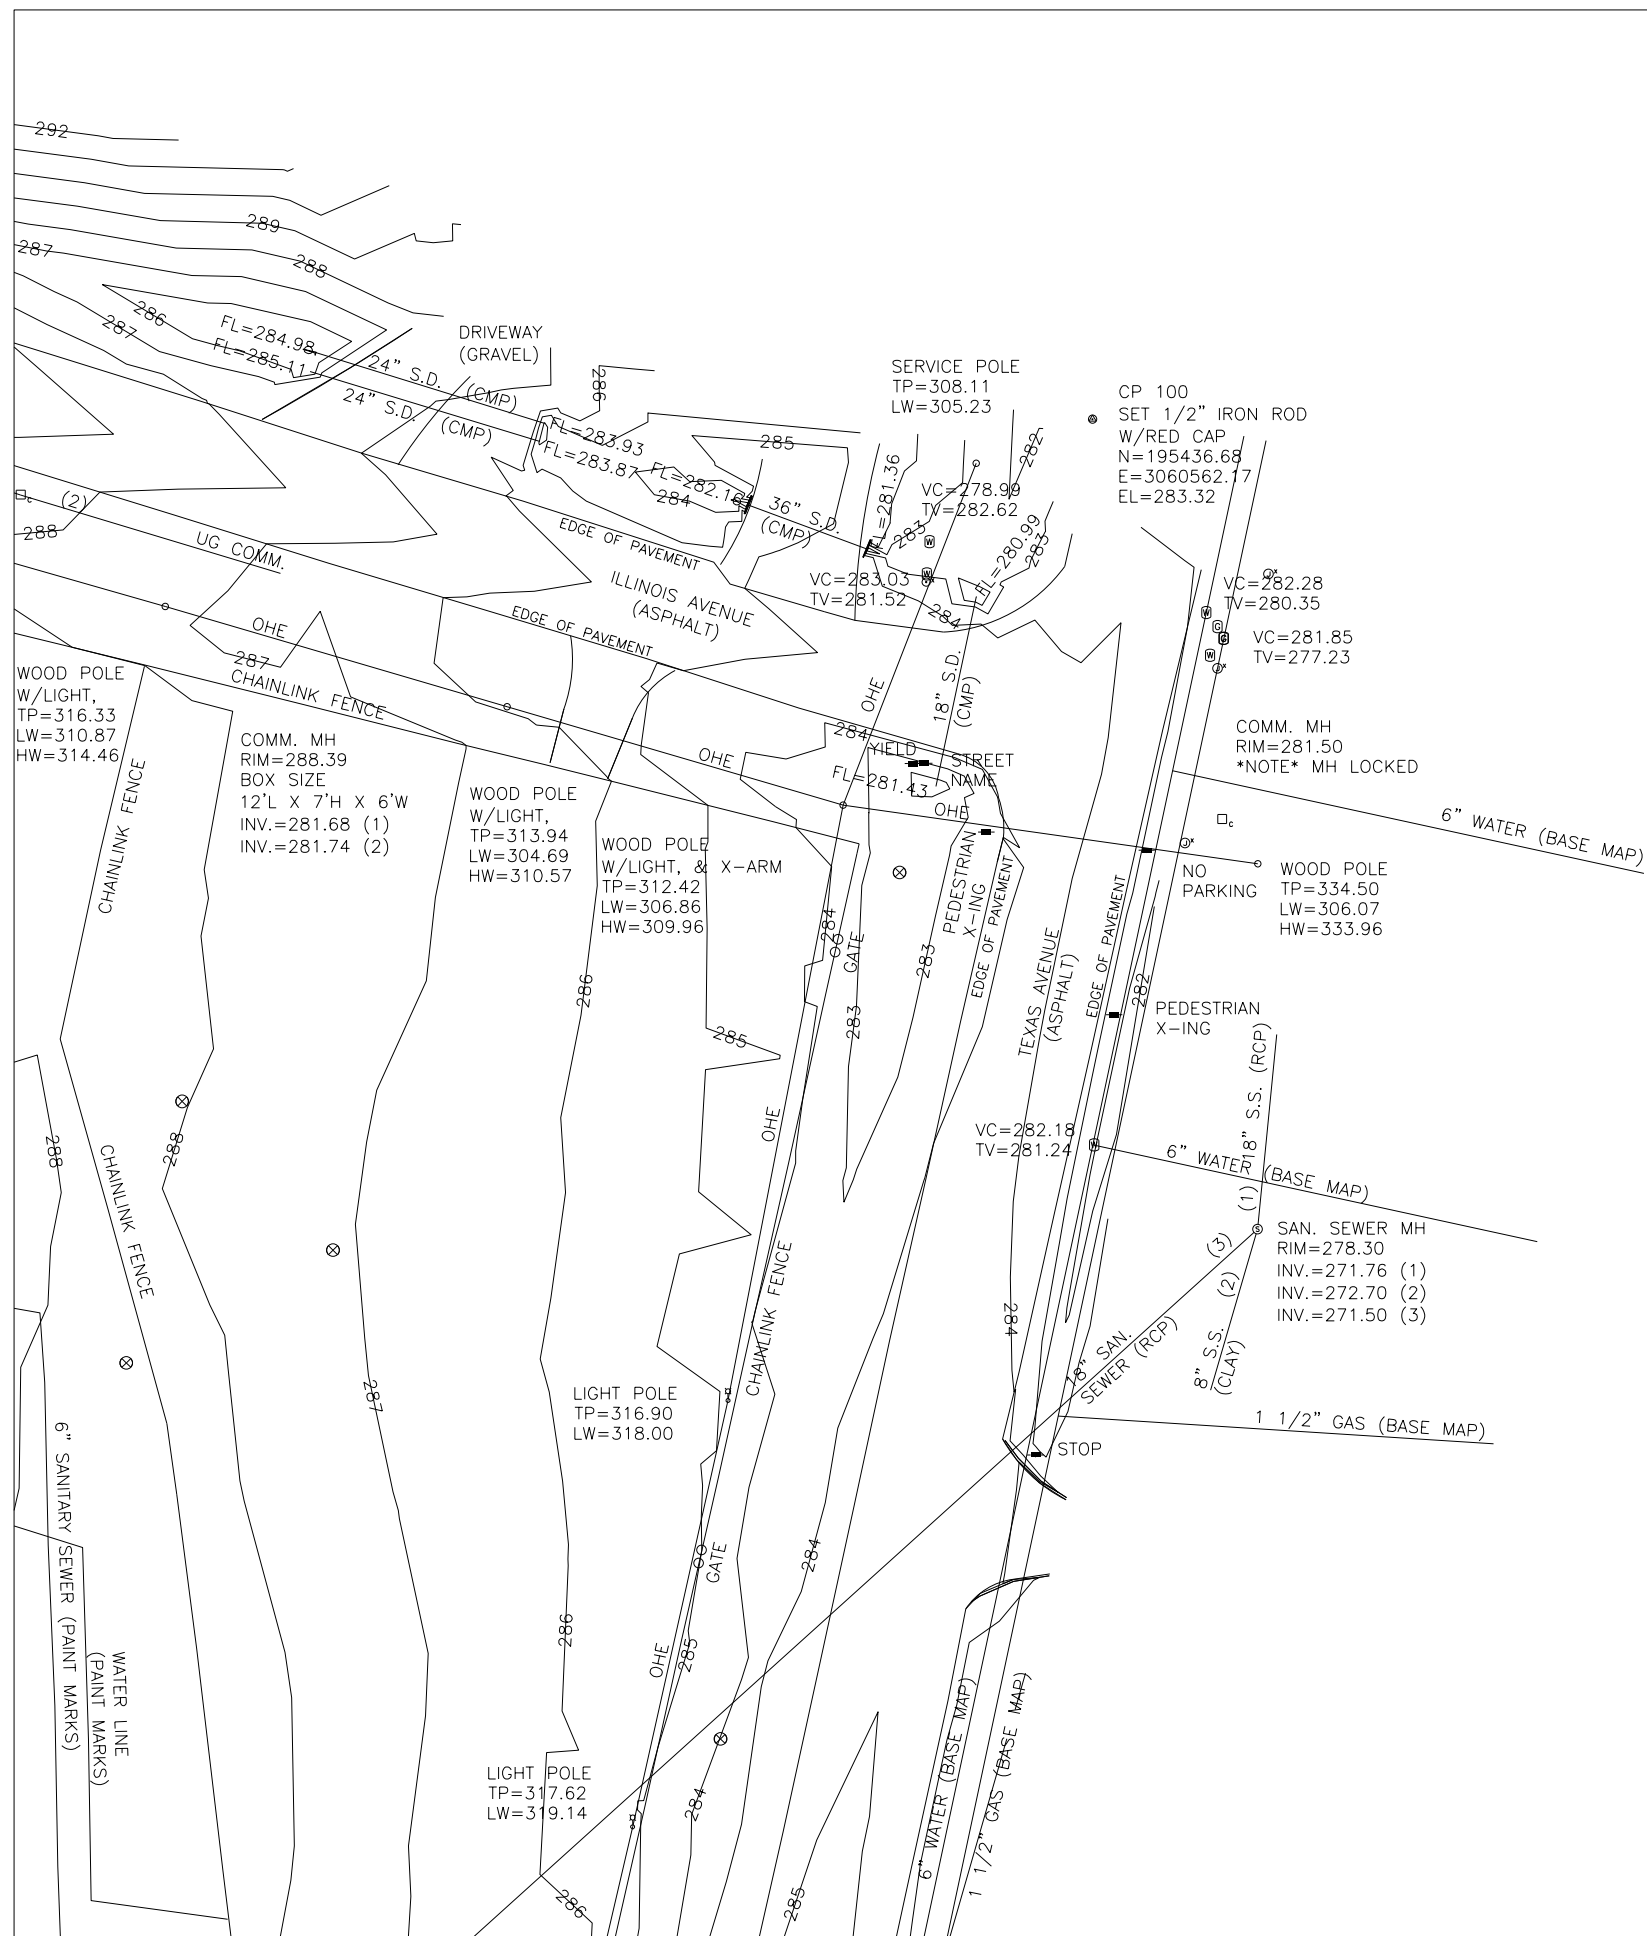 292
289
287
288
286
287
FL=284.98
FL=285.11
24" S.D.
(CMP)
24" S.D.
(CMP)
DRIVEWAY
(GRAVEL)
286
FL=283.93
FL=283.87
285
FL=282.16
284
36" S.D.
(CMP)
FL=281.36
SERVICE POLE
TP=308.11
LW=305.23
282
VC=278.99
TV=282.62
283
FL=280.99
283
CP 100
SET 1/2" IRON ROD
W/RED CAP
N=195436.68
E=3060562.17
EL=283.32
C
(2)
288
UG COMM.
EDGE OF PAVEMENT
ILLINOIS AVENUE
(ASPHALT)
EDGE OF PAVEMENT
W
W
VC=283.03
TV=281.52
284
VC=282.28
TV=280.35
W
G
G
W
VC=281.85
TV=277.23
OHE
287
CHAINLINK FENCE
WOOD POLE
W/LIGHT,
TP=316.33
LW=310.87
HW=314.46
COMM. MH
RIM=288.39
BOX SIZE
12'L X 7'H X 6'W
INV.=281.68 (1)
INV.=281.74 (2)
OHE
18" S.D.
(CMP)
284
YIELD
STREET
NAME
FL=281.43
OHE
OHE
COMM. MH
RIM=281.50
*NOTE* MH LOCKED
6" WATER (BASE MAP)
C
WOOD POLE
W/LIGHT,
TP=313.94
LW=304.69
HW=310.57
WOOD POLE
W/LIGHT, & X-ARM
TP=312.42
LW=306.86
HW=309.96
CHAINLINK FENCE
PEDESTRIAN
X-ING
NO
PARKING
WOOD POLE
TP=334.50
LW=306.07
HW=333.96
284
GATE
283
283
EDGE OF PAVEMENT
TEXAS AVENUE
(ASPHALT)
EDGE OF PAVEMENT
282
PEDESTRIAN
X-ING
286
285
OHE
VC=282.18
TV=281.24
W
6" WATER (BASE MAP)
18" S.S. (RCP)
(1)
(3)
(2)
S
SAN. SEWER MH
RIM=278.30
INV.=271.76 (1)
INV.=272.70 (2)
INV.=271.50 (3)
8" S.S.
(CLAY)
288
CHAINLINK FENCE
288
CHAINLINK FENCE
284
18" SAN.
SEWER (RCP)
287
LIGHT POLE
TP=316.90
LW=318.00
1 1/2" GAS (BASE MAP)
STOP
6" SANITARY SEWER (PAINT MARKS)
WATER LINE
(PAINT MARKS)
GATE
284
286
OHE
285
LIGHT POLE
TP=317.62
LW=319.14
284
6" WATER (BASE MAP)
1 1/2" GAS (BASE MAP)
286
285